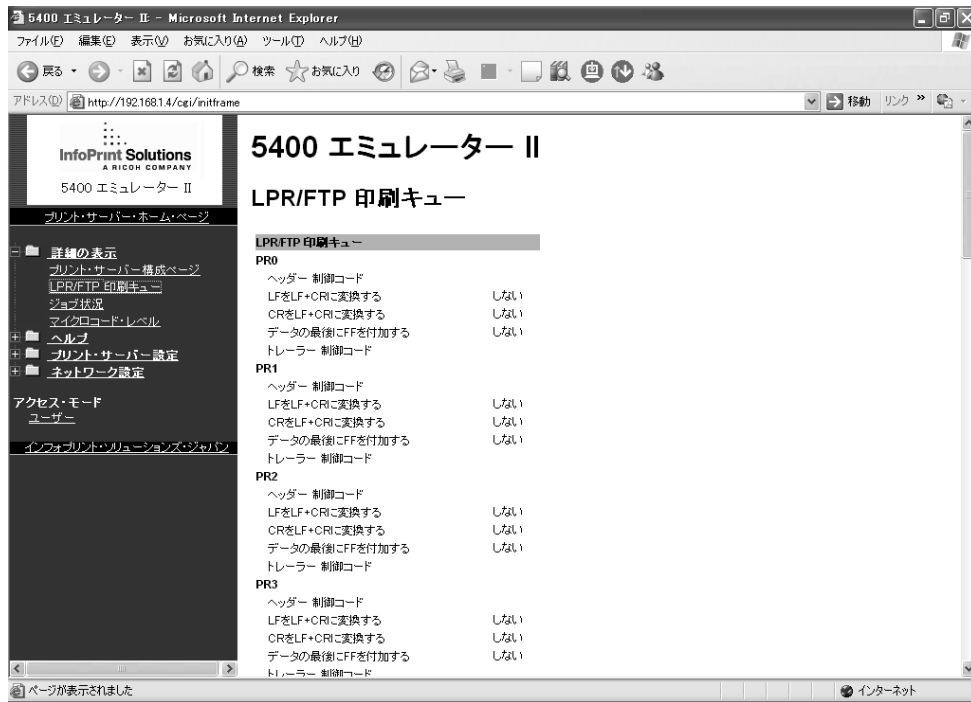 5400 エミュレーター II: - Microsoft Internet Explorer
ファイル(F) 編集(E) 表示(V) お気に入り(A) ツール(T) ヘルプ(H)
戻る 検索 お気に入り
アドレス(D) http://192.168.1.4/cgi/initframe 移動 リンク »
InfoPrint Solutions
A RICOH COMPANY
5400 エミュレーター II
プリント・サーバー・ホーム・ページ
詳細の表示
プリント・サーバー構成ページ
LPR/FTP 印刷キュー
ジョブ状況
マイクロコード・レベル
ヘルプ
プリント・サーバー設定
ネットワーク設定
アクセス・モード
ユーザー
インフォプリント・ソリューションズ・ジャパン
5400 エミュレーター II
LPR/FTP 印刷キュー
LPR/FTP 印刷キュー
PR0
ヘッダー 制御コード
LFをLF+CRに変換する しない
CRをLF+CRに変換する しない
データの最後にFFを付加する しない
トレーラー 制御コード
PR1
ヘッダー 制御コード
LFをLF+CRに変換する しない
CRをLF+CRに変換する しない
データの最後にFFを付加する しない
トレーラー 制御コード
PR2
ヘッダー 制御コード
LFをLF+CRに変換する しない
CRをLF+CRに変換する しない
データの最後にFFを付加する しない
トレーラー 制御コード
PR3
ヘッダー 制御コード
LFをLF+CRに変換する しない
CRをLF+CRに変換する しない
データの最後にFFを付加する しない
トレーラー 制御コード
ページが表示されました インターネット